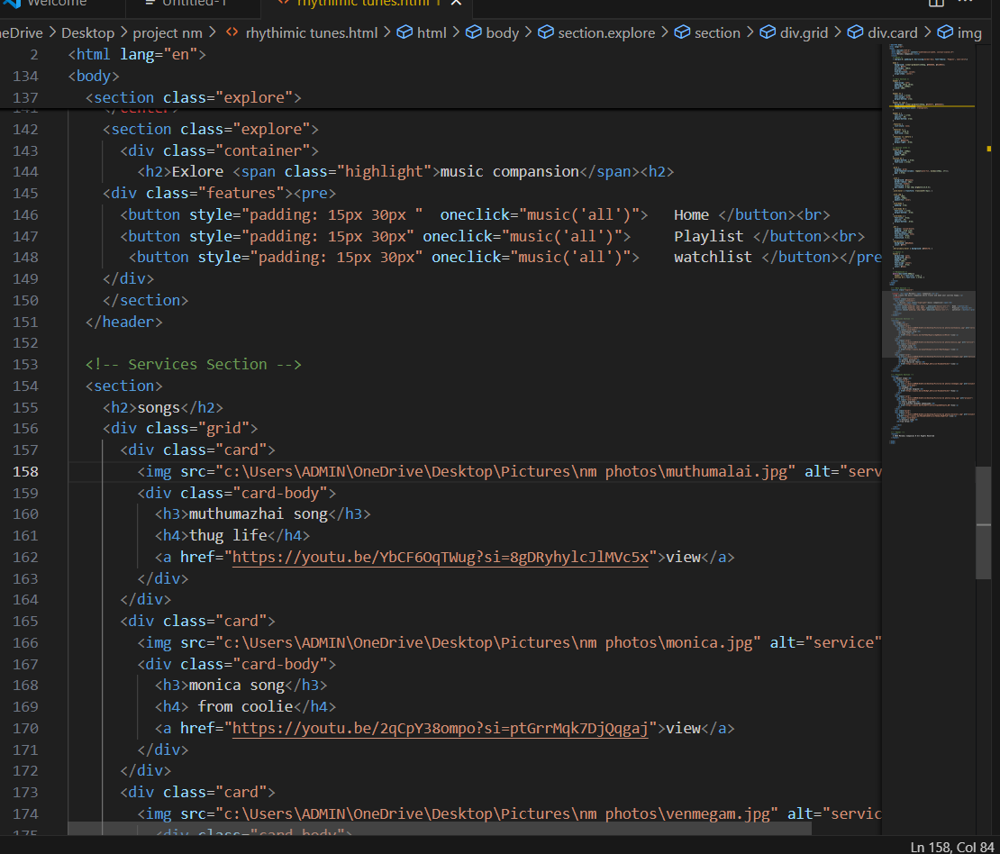 Welcome Untitled-1 rhythimic tunes.html 1
eDrive > Desktop > project nm > rhythimic tunes.html > html > body > section.explore > section > div.grid > div.card > img
2 <html lang="en">
134 <body>
137 <section class="explore">
141 </center>
142 <section class="explore">
143 <div class="container">
144 <h2>Exlore <span class="highlight">music compansion</span><h2>
145 <div class="features"><pre>
146 <button style="padding: 15px 30px "  oneclick="music('all')">   Home </button><br>
147 <button style="padding: 15px 30px" oneclick="music('all')">     Playlist </button><br>
148 <button style="padding: 15px 30px" oneclick="music('all')">    watchlist </button></pre
149 </div>
150 </section>
151 </header>
152
153 <!-- Services Section -->
154 <section>
155 <h2>songs</h2>
156 <div class="grid">
157 <div class="card">
158 <img src="c:\Users\ADMIN\OneDrive\Desktop\Pictures\nm photos\muthumalai.jpg" alt="serv
159 <div class="card-body">
160 <h3>muthumazhai song</h3>
161 <h4>thug life</h4>
162 <a href="https://youtu.be/YbCF6OqTWug?si=8gDRyhylcJlMVc5x">view</a>
163 </div>
164 </div>
165 <div class="card">
166 <img src="c:\Users\ADMIN\OneDrive\Desktop\Pictures\nm photos\monica.jpg" alt="service"
167 <div class="card-body">
168 <h3>monica song</h3>
169 <h4> from coolie</h4>
170 <a href="https://youtu.be/2qCpY38ompo?si=ptGrrMqk7DjQqgaj">view</a>
171 </div>
172 </div>
173 <div class="card">
174 <img src="c:\Users\ADMIN\OneDrive\Desktop\Pictures\nm photos\venmegam.jpg" alt="servic
175 <div class="card-body">
Ln 158, Col 84